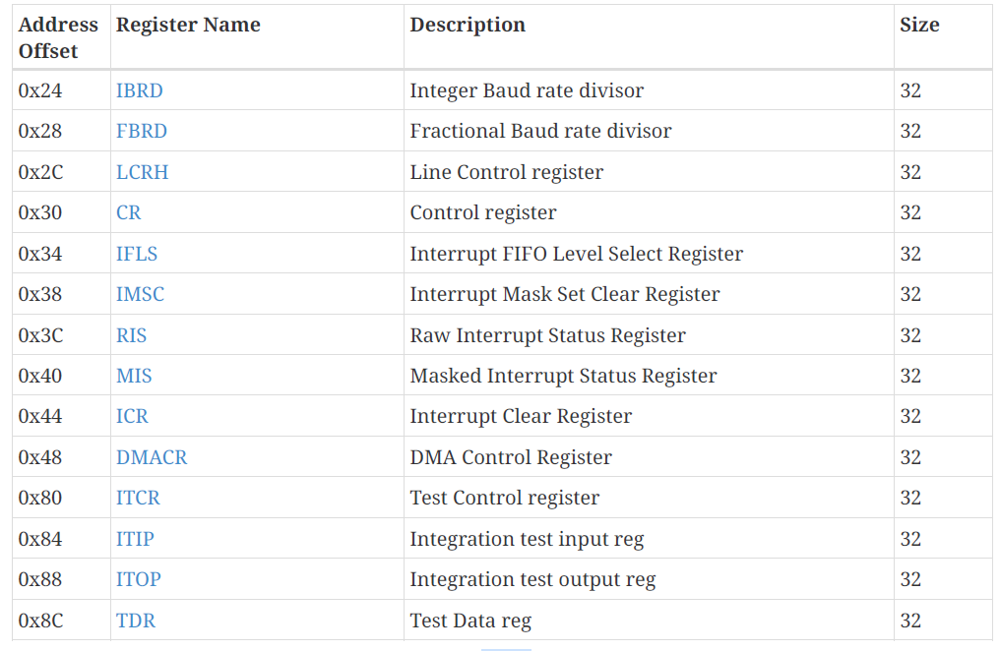 Address Offset Register Name Description Size
0x24 IBRD Integer Baud rate divisor 32
0x28 FBRD Fractional Baud rate divisor 32
0x2C LCRH Line Control register 32
0x30 CR Control register 32
0x34 IFLS Interrupt FIFO Level Select Register 32
0x38 IMSC Interrupt Mask Set Clear Register 32
0x3C RIS Raw Interrupt Status Register 32
0x40 MIS Masked Interrupt Status Register 32
0x44 ICR Interrupt Clear Register 32
0x48 DMACR DMA Control Register 32
0x80 ITCR Test Control register 32
0x84 ITIP Integration test input reg 32
0x88 ITOP Integration test output reg 32
0x8C TDR Test Data reg 32